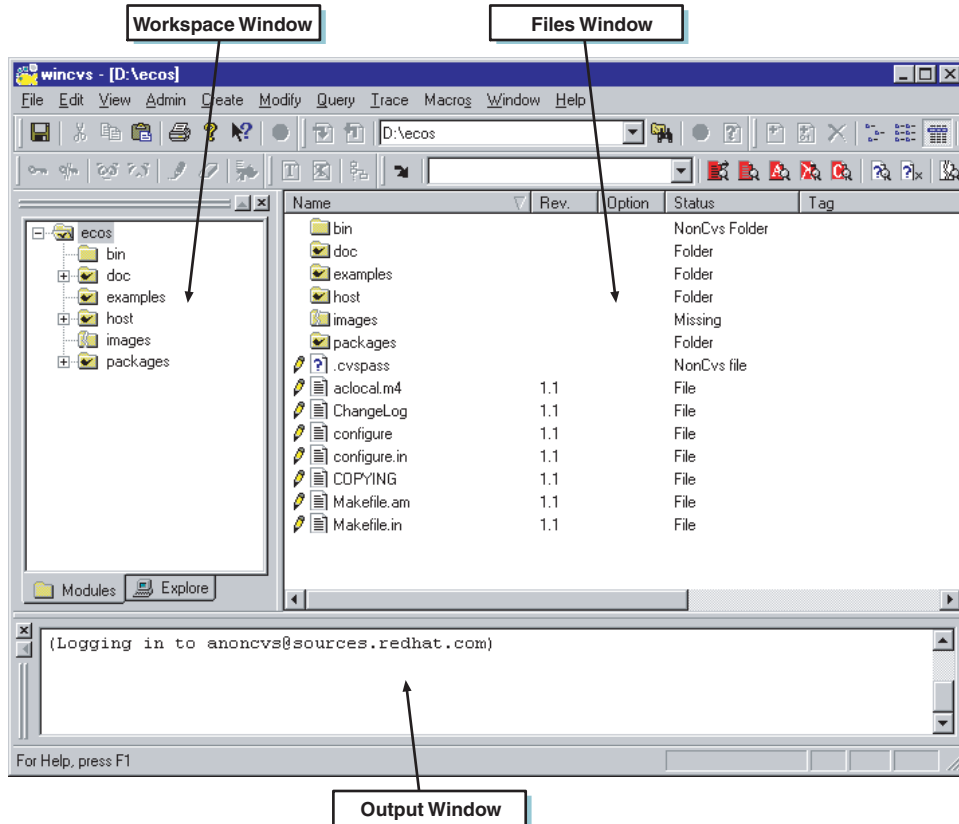 Workspace Window
Files Window
wincvs - [D:\ecos]
File Edit View Admin Create Modify Query Trace Macros Window Help
D:\ecos
Name Rev. Option Status Tag
ecos
bin
doc
examples
host
images
packages
bin NonCvs Folder
doc Folder
examples Folder
host Folder
images Missing
packages Folder
.cvspass NonCvs file
aclocal.m4 1.1 File
ChangeLog 1.1 File
configure 1.1 File
configure.in 1.1 File
COPYING 1.1 File
Makefile.am 1.1 File
Makefile.in 1.1 File
Modules Explore
(Logging in to anoncvs@sources.redhat.com)
For Help, press F1
Output Window